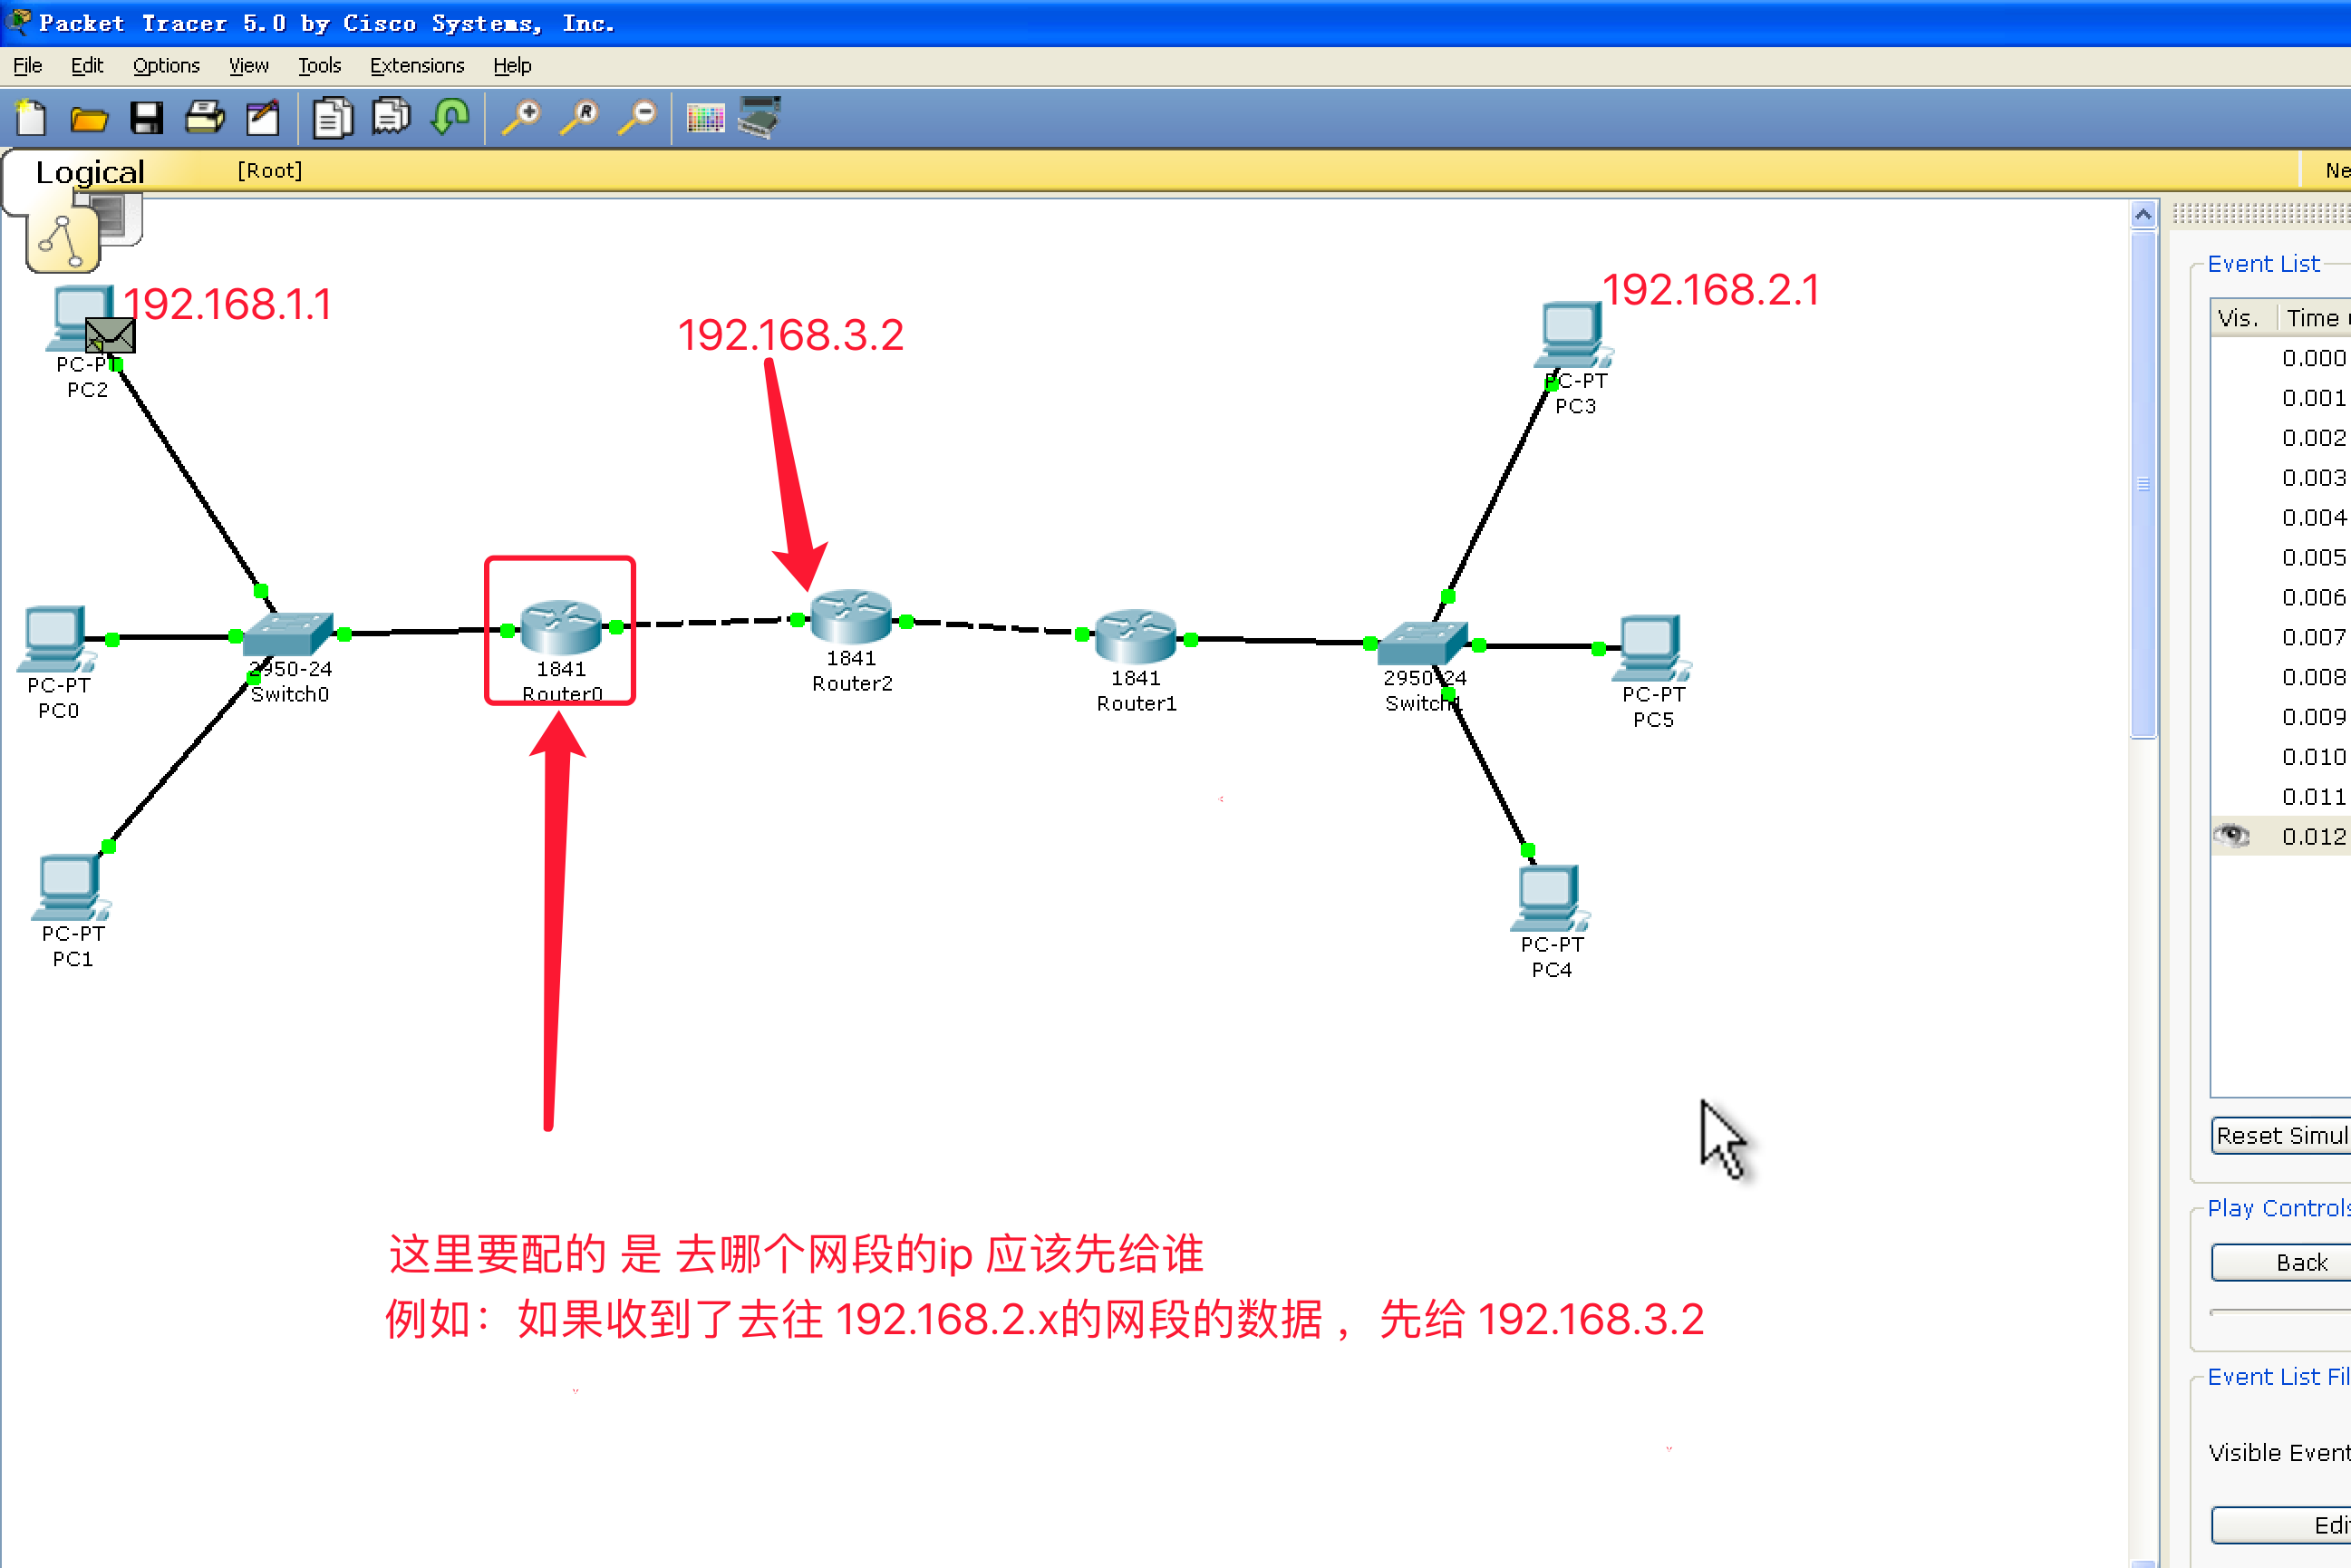 Packet Tracer 5.0 by Cisco Systems, Inc.
File Edit Options View Tools Extensions Help
Logical [Root] Ne
Event List
Vis. Time
0.000
0.001
0.002
0.003
0.004
0.005
0.006
0.007
0.008
0.009
0.010
0.011
0.012
192.168.1.1
192.168.3.2
192.168.2.1
PC-PT
PC2
PC-PT
PC3
PC-PT
PC0
2950-24
Switch0
1841
Router0
1841
Router2
1841
Router1
2950-24
Switch1
PC-PT
PC5
PC-PT
PC1
PC-PT
PC4
这里要配的 是 去哪个网段的ip 应该先给谁
例如：如果收到了去往 192.168.2.x的网段的数据 ，先给 192.168.3.2
Reset Simul
Play Controls
Back
Event List Fil
Visible Event
Edi